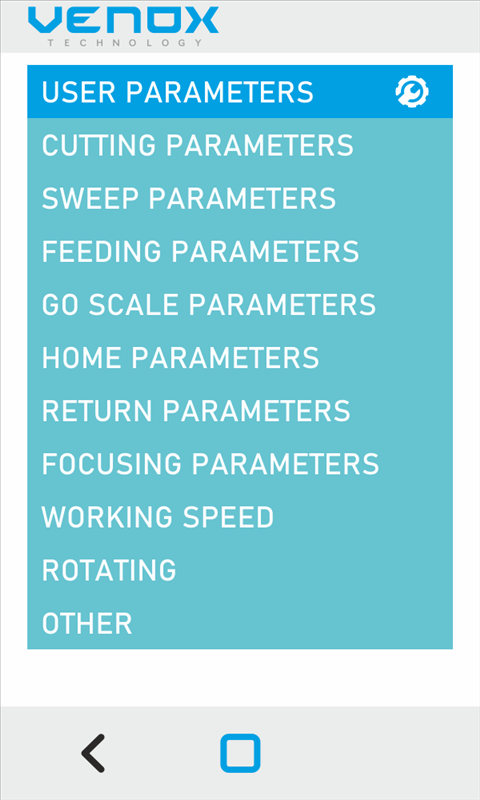 VENOX
TECHNOLOGY
USER PARAMETERS
CUTTING PARAMETERS
SWEEP PARAMETERS
FEEDING PARAMETERS
GO SCALE PARAMETERS
HOME PARAMETERS
RETURN PARAMETERS
FOCUSING PARAMETERS
WORKING SPEED
ROTATING
OTHER